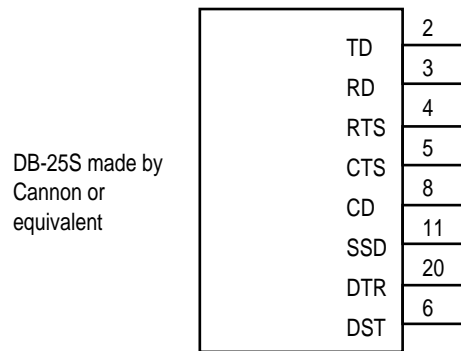 DB-25S made by
Cannon or
equivalent
TD 2
RD 3
RTS 4
CTS 5
CD 8
SSD 11
DTR 20
DST 6